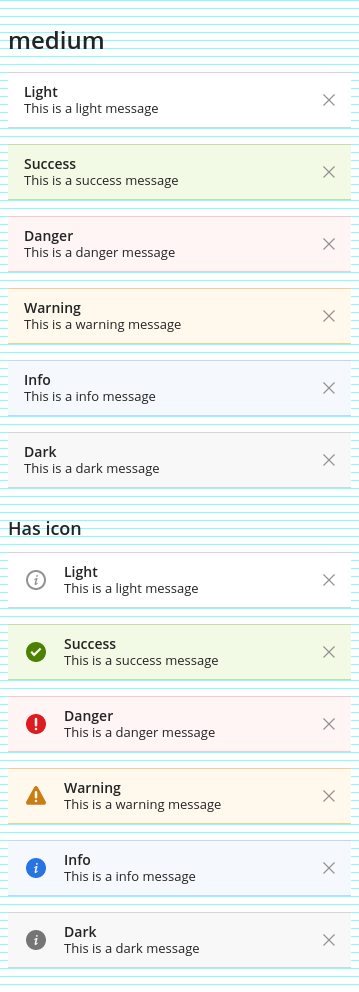 medium
Light
This is a light message
Success
This is a success message
Danger
This is a danger message
Warning
This is a warning message
Info
This is a info message
Dark
This is a dark message
Has icon
Light
This is a light message
Success
This is a success message
Danger
This is a danger message
Warning
This is a warning message
Info
This is a info message
Dark
This is a dark message